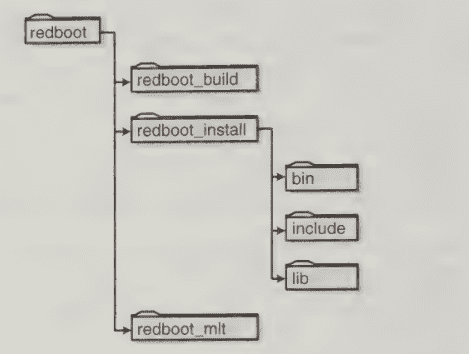 redboot
redboot_build
redboot_install
bin
include
lib
redboot_mlt